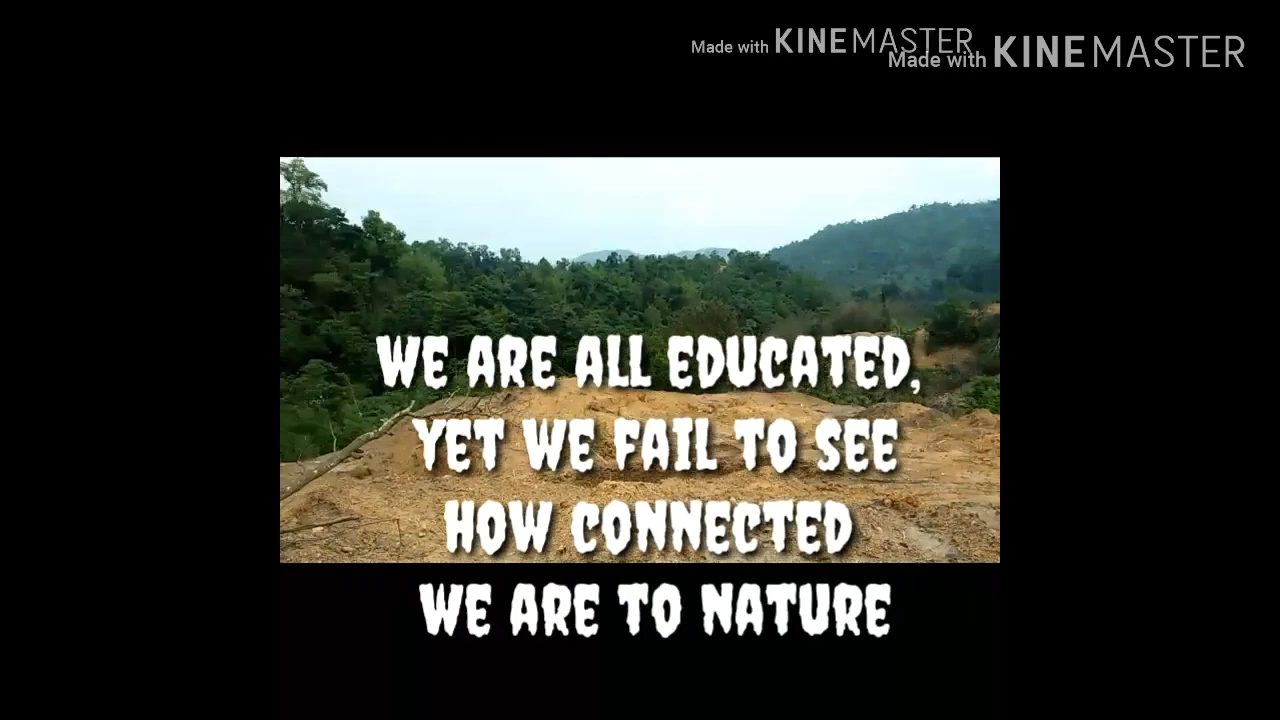 Made with KINEMASTER
Made with KINEMASTER
WE ARE ALL EDUCATED,
YET WE FAIL TO SEE
HOW CONNECTED
WE ARE TO NATURE